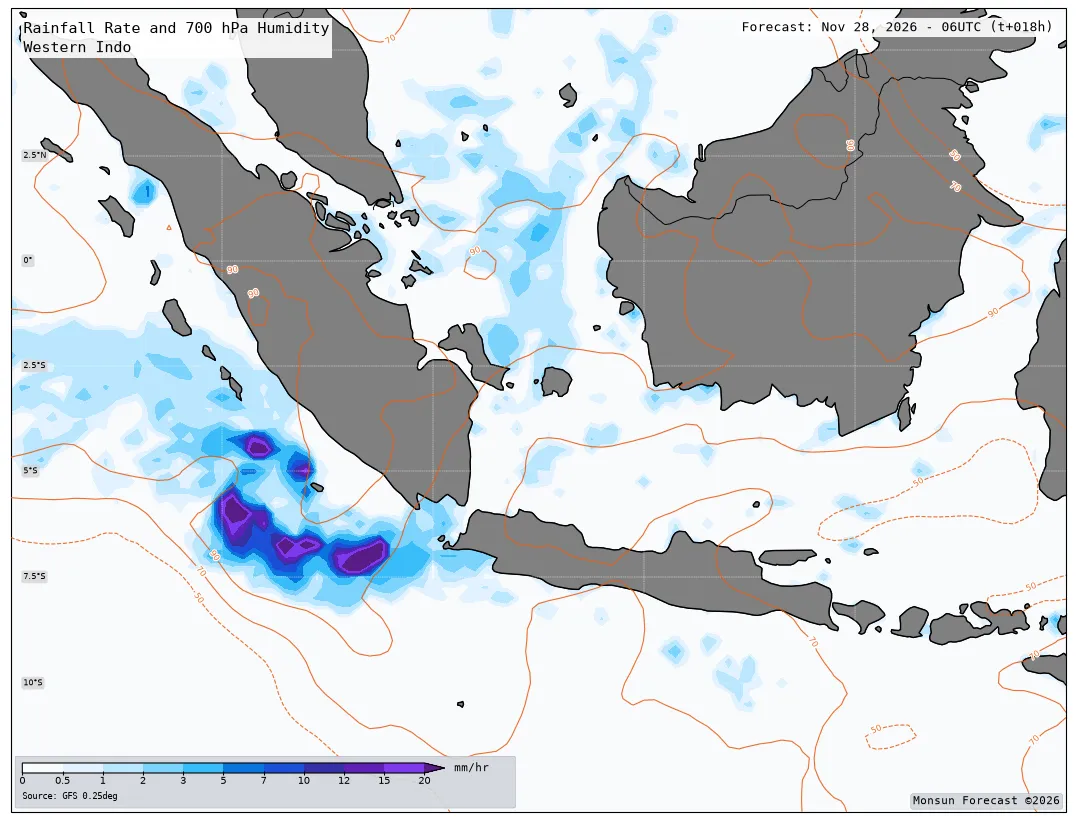 Rainfall Rate and 700 hPa Humidity
Western Indo
Forecast: Nov 28, 2026 - 06UTC (t+018h)
70
50
90
70
2.5°N
90
0°
90
90
90
2.5°S
5°S
50
90
70
7.5°S
50
50
70
70
10°S
50
70
mm/hr
0 0.5 1 2 3 5 7 10 12 15 20
Source: GFS 0.25deg
Monsun Forecast ©2026